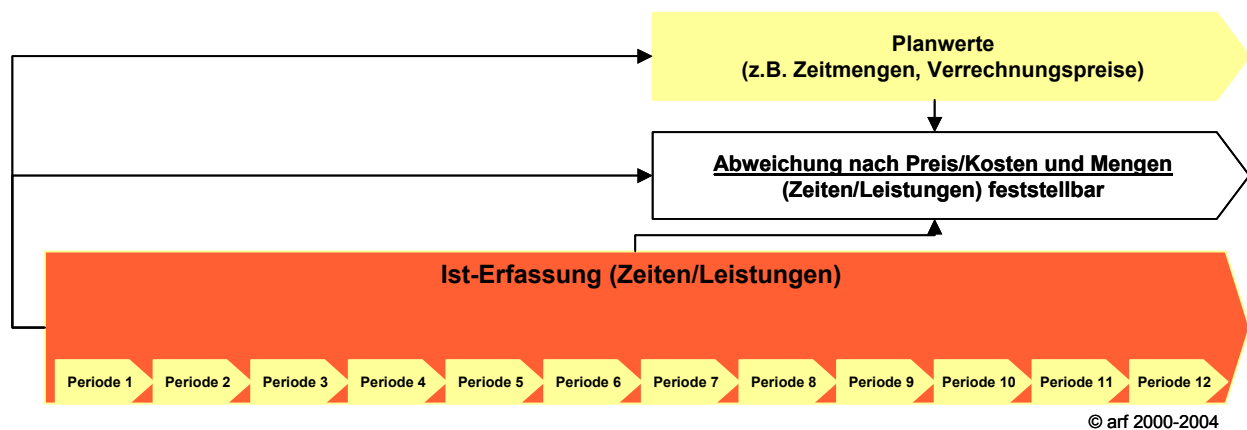 Planwerte
(z.B. Zeitmengen, Verrechnungspreise)
Abweichung nach Preis/Kosten und Mengen
(Zeiten/Leistungen) feststellbar
Ist-Erfassung (Zeiten/Leistungen)
Periode 1 Periode 2 Periode 3 Periode 4 Periode 5 Periode 6 Periode 7 Periode 8 Periode 9 Periode 10 Periode 11 Periode 12
© arf 2000-2004